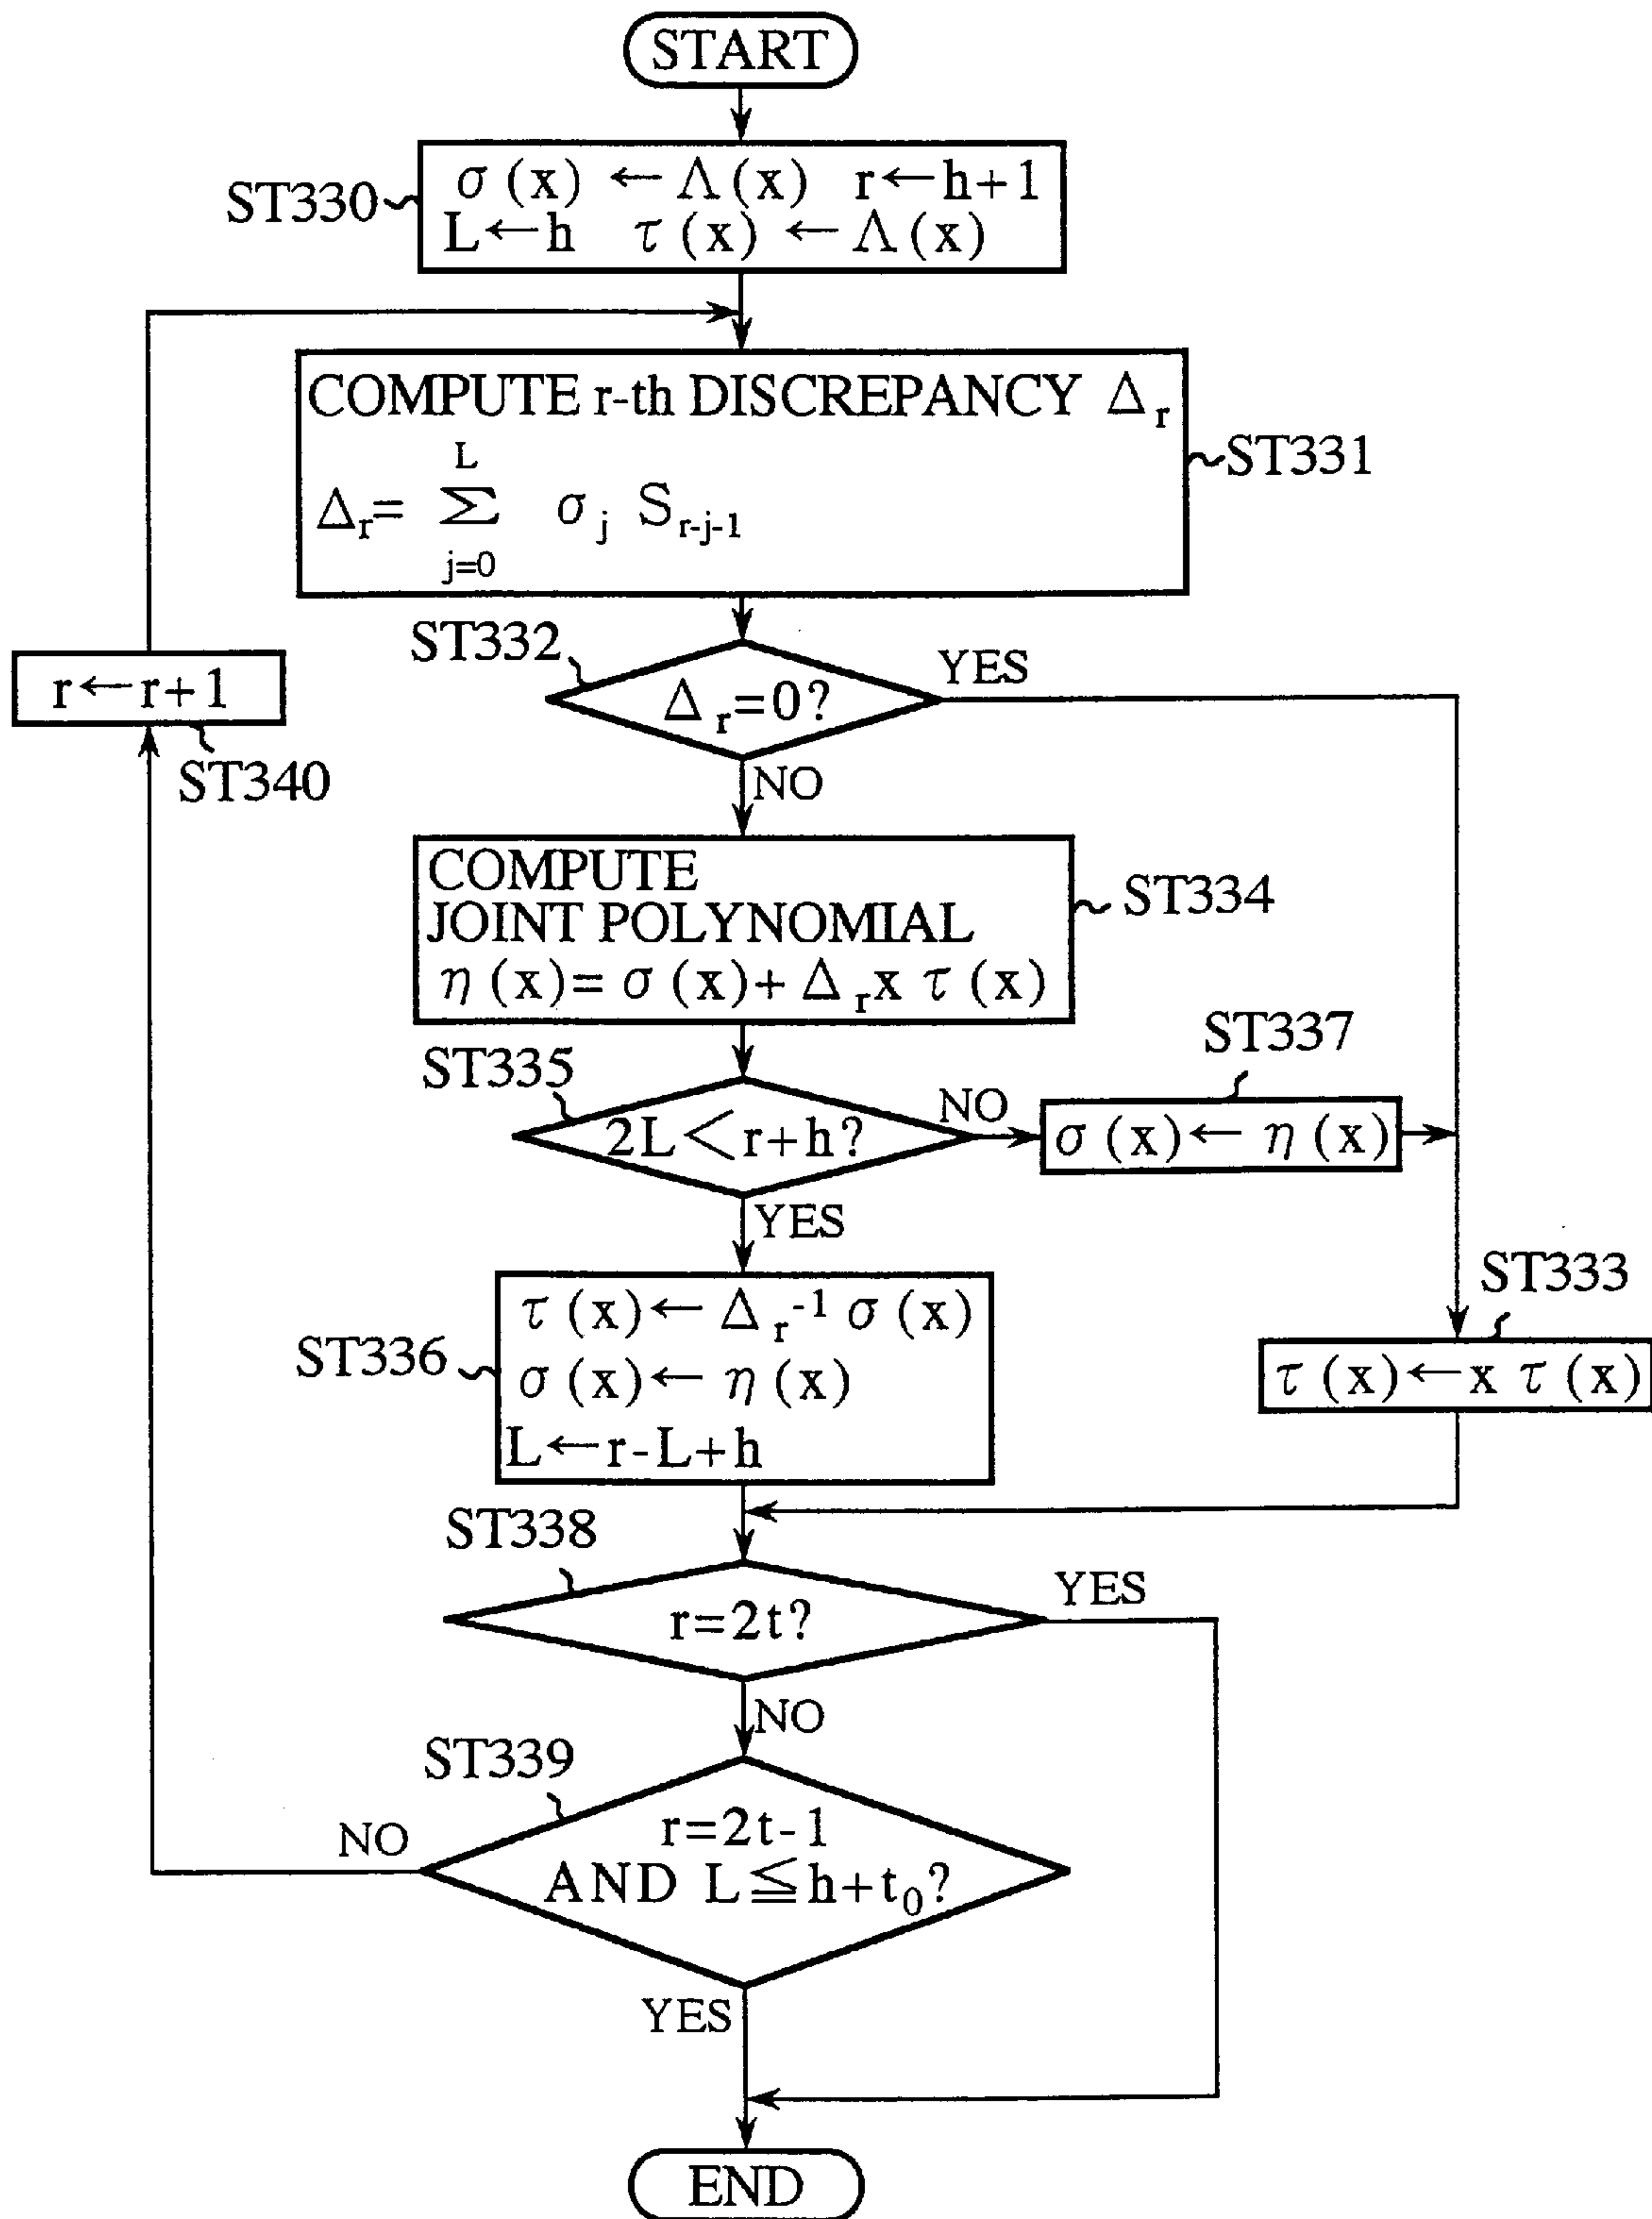 START
ST330
σ(x) ← Λ(x) r←h+1
L←h τ(x) ← Λ(x)
COMPUTE r-th DISCREPANCY Δr
Δr= Σ σj Sr-j-1
L
j=0
ST331
ST332
Δr=0?
YES
NO
r←r+1
ST340
COMPUTE
JOINT POLYNOMIAL
η(x)= σ(x)+ Δrx τ(x)
ST334
ST335
2L<r+h?
NO
YES
ST337
σ(x)← η(x)
ST336
τ(x)← Δr-1 σ(x)
σ(x)← η(x)
L←r-L+h
ST333
τ(x)←x τ(x)
ST338
r=2t?
YES
NO
ST339
r=2t-1
AND L≦h+t0?
NO
YES
END